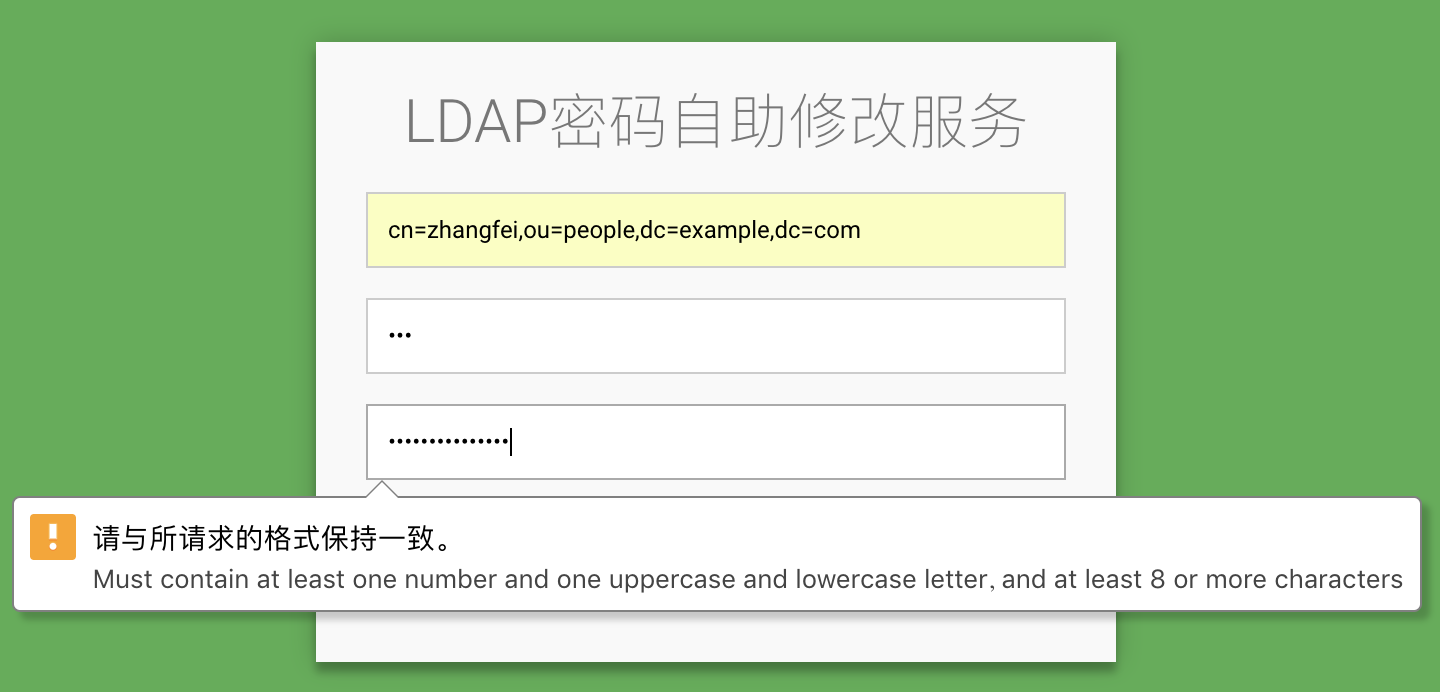 LDAP密码自助修改服务
cn=zhangfei,ou=people,dc=example,dc=com
•••
•••••••••••••••
请与所请求的格式保持一致。
Must contain at least one number and one uppercase and lowercase letter, and at least 8 or more characters